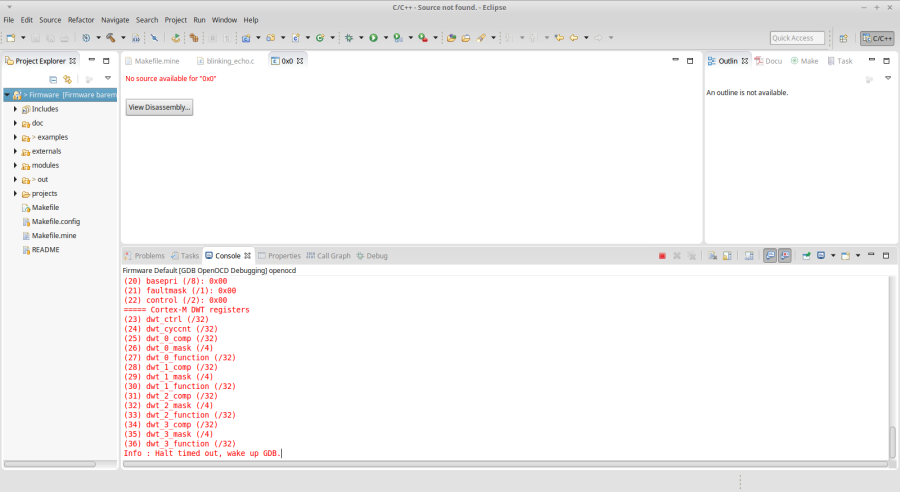 C/C++ - Source not found. - Eclipse
File Edit Source Refactor Navigate Search Project Run Window Help
Quick Access
C/C++
Project Explorer
Makefile.mine
blinking_echo.c
0x0
Outlin
Docu
Make
Task
> Firmware [Firmware barem
Includes
doc
> examples
externals
modules
> out
projects
Makefile
Makefile.config
Makefile.mine
README
No source available for "0x0"
View Disassembly...
An outline is not available.
Problems
Tasks
Console
Properties
Call Graph
Debug
Firmware Default [GDB OpenOCD Debugging] openocd
(20) basepri (/8): 0x00
(21) faultmask (/1): 0x00
(22) control (/2): 0x00
===== Cortex-M DWT registers
(23) dwt_ctrl (/32)
(24) dwt_cyccnt (/32)
(25) dwt_0_comp (/32)
(26) dwt_0_mask (/4)
(27) dwt_0_function (/32)
(28) dwt_1_comp (/32)
(29) dwt_1_mask (/4)
(30) dwt_1_function (/32)
(31) dwt_2_comp (/32)
(32) dwt_2_mask (/4)
(33) dwt_2_function (/32)
(34) dwt_3_comp (/32)
(35) dwt_3_mask (/4)
(36) dwt_3_function (/32)
Info : Halt timed out, wake up GDB.